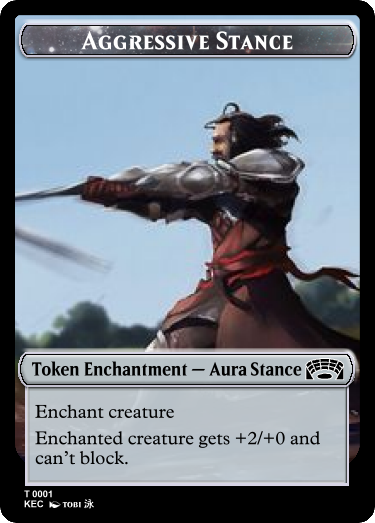 Aggressive Stance
Token Enchantment — Aura Stance
Enchant creature
Enchanted creature gets +2/+0 and
can't block.
T 0001
KEC TOBI 泳